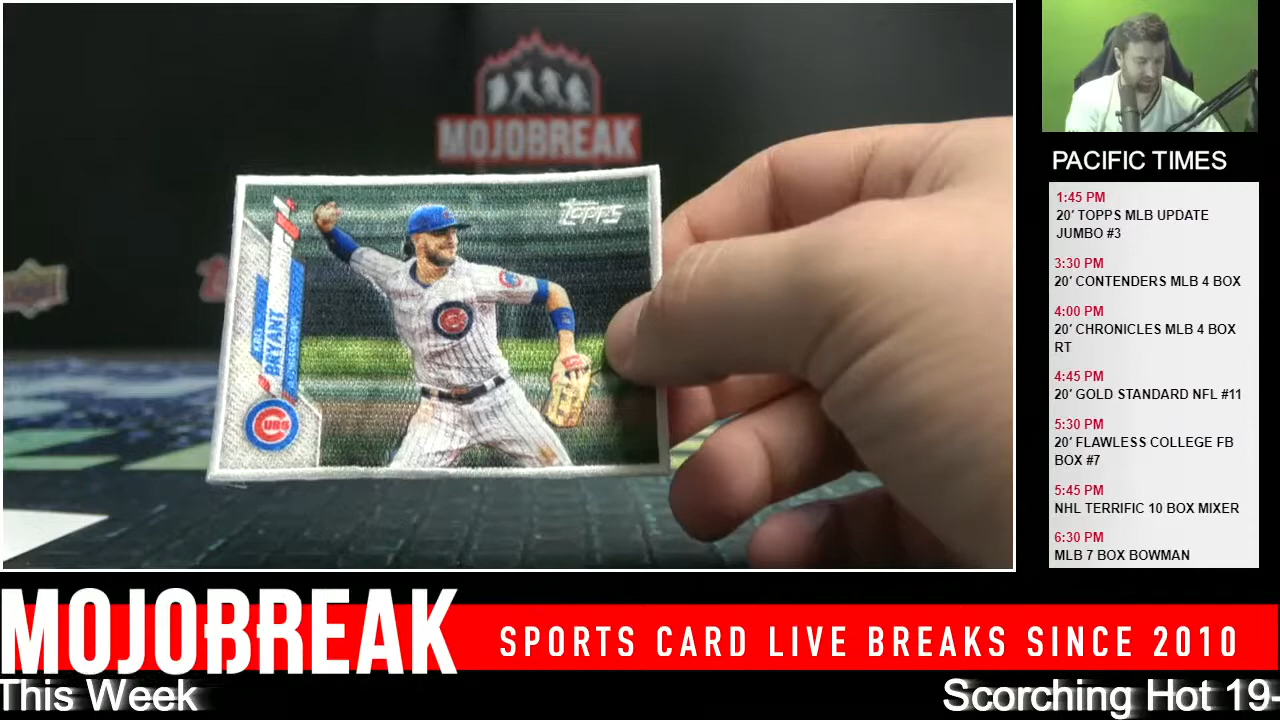 MOJOBREAK
TOPPS
KRIS
BRYANT
CUBS
PACIFIC TIMES
1:45 PM
20' TOPPS MLB UPDATE
JUMBO #3
3:30 PM
20' CONTENDERS MLB 4 BOX
4:00 PM
20' CHRONICLES MLB 4 BOX
RT
4:45 PM
20' GOLD STANDARD NFL #11
5:30 PM
20' FLAWLESS COLLEGE FB
BOX #7
5:45 PM
NHL TERRIFIC 10 BOX MIXER
6:30 PM
MLB 7 BOX BOWMAN
MOJOBREAK
SPORTS CARD LIVE BREAKS SINCE 2010
This Week
Scorching Hot 19-